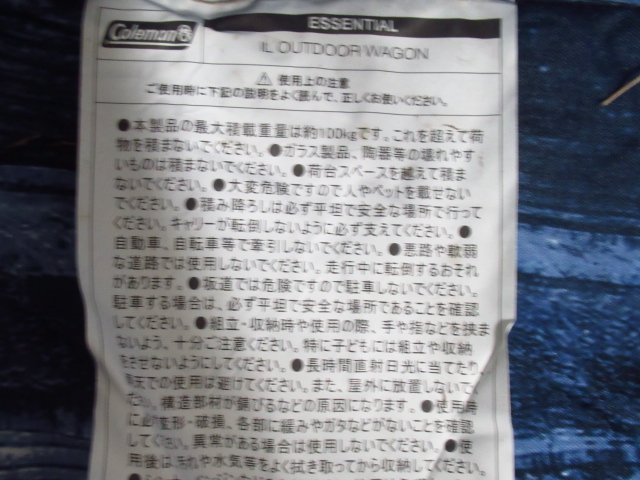 Coleman®
ESSENTIAL
IL OUTDOOR WAGON
⚠ 使用上の注意
ご使用時に下記の説明をよく読んで、正しくお使いください。
●本製品の最大積載重量は約100kgです。これを超えて荷
物を積まないでください。●ガラス製品、陶器等の壊れやす
いものは積まないでください。●荷台スペースを越えて積ま
ないでください。●大変危険ですので人やペットを載せない
でください。●積み降ろしは必ず平坦で安全な場所で行って
ください。キャリーが転倒しないように必ず支えてください。●
自動車、自転車等で牽引しないでください。●悪路や軟弱
な道路では使用しないでください。走行中に転倒するおそれ
があります。●坂道では危険ですので駐車しないでください。
駐車する場合は、必ず平坦で安全な場所であることを確認
してください。●組立・収納時や使用の際、手や指などを挟ま
ないよう、十分ご注意ください。特に子どもには組立や収納
をさせないようにしてください。●長時間直射日光に当てたり、
天での使用は避けてください。また、屋外に放置しないで
ださい。構造部材が錆びるなどの原因になります。●使用時
に必変形・破損、各部に緩みやガタなどがないことを確認
してください。異常がある場合は使用しないでください。●使
用後は汚れや水気等をよく拭き取ってから収納してください。